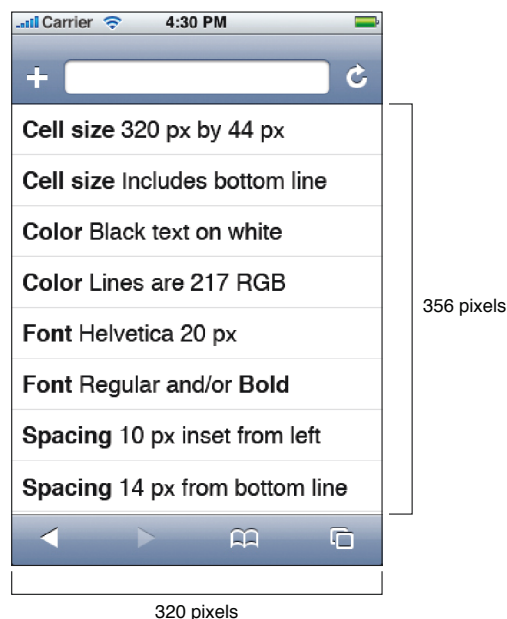 Carrier 4:30 PM
Cell size 320 px by 44 px
Cell size Includes bottom line
Color Black text on white
Color Lines are 217 RGB
Font Helvetica 20 px
Font Regular and/or Bold
Spacing 10 px inset from left
Spacing 14 px from bottom line
356 pixels
320 pixels